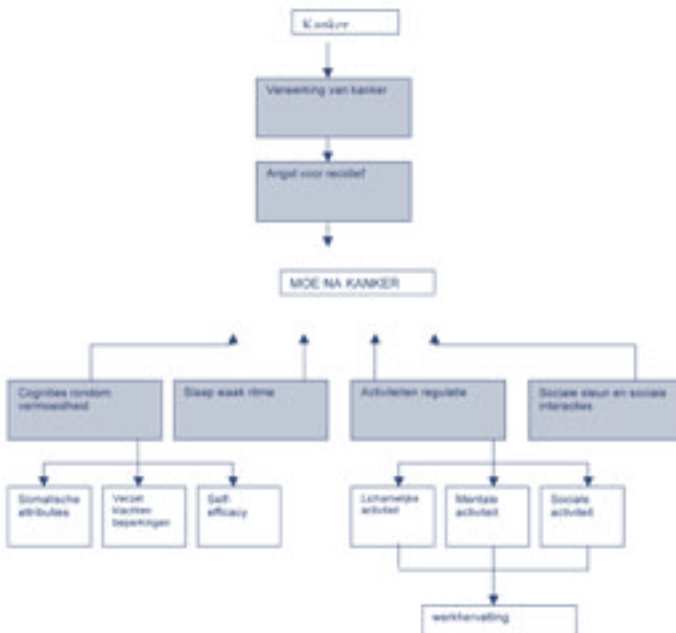 Kanker
Verwerking van kanker
Angst voor recidief
MOE NA KANKER
Cognities rondom
vermoeidheid
Slaap waak ritme
Activiteiten regulatie
Sociale steun en sociale
interacties
Somatische
attributies
Verzet
klachten
beperkingen
Self-
efficacy
Lichamelijke
activiteit
Mentale
activiteit
Sociale
activiteit
werkhervatting